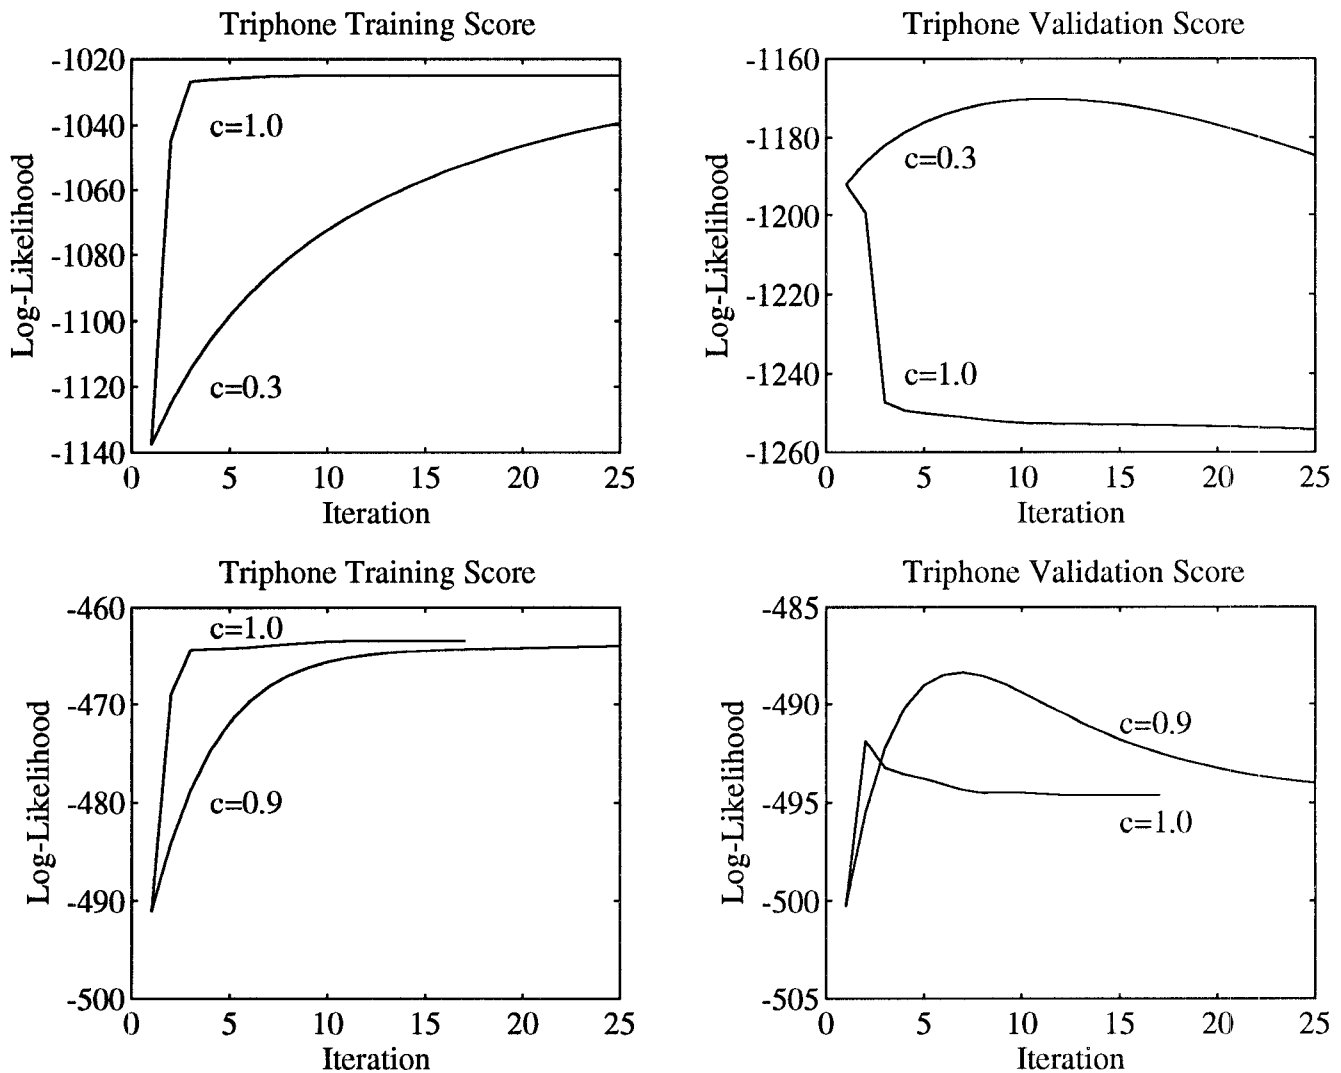 Triphone Training Score
-1020
-1040
-1060
-1080
-1100
-1120
-1140
Log-Likelihood
c=1.0
c=0.3
0 5 10 15 20 25
Iteration
Triphone Validation Score
-1160
-1180
-1200
-1220
-1240
-1260
Log-Likelihood
c=0.3
c=1.0
0 5 10 15 20 25
Iteration
Triphone Training Score
-460
-470
-480
-490
-500
Log-Likelihood
c=1.0
c=0.9
0 5 10 15 20 25
Iteration
Triphone Validation Score
-485
-490
-495
-500
-505
Log-Likelihood
c=0.9
c=1.0
0 5 10 15 20 25
Iteration